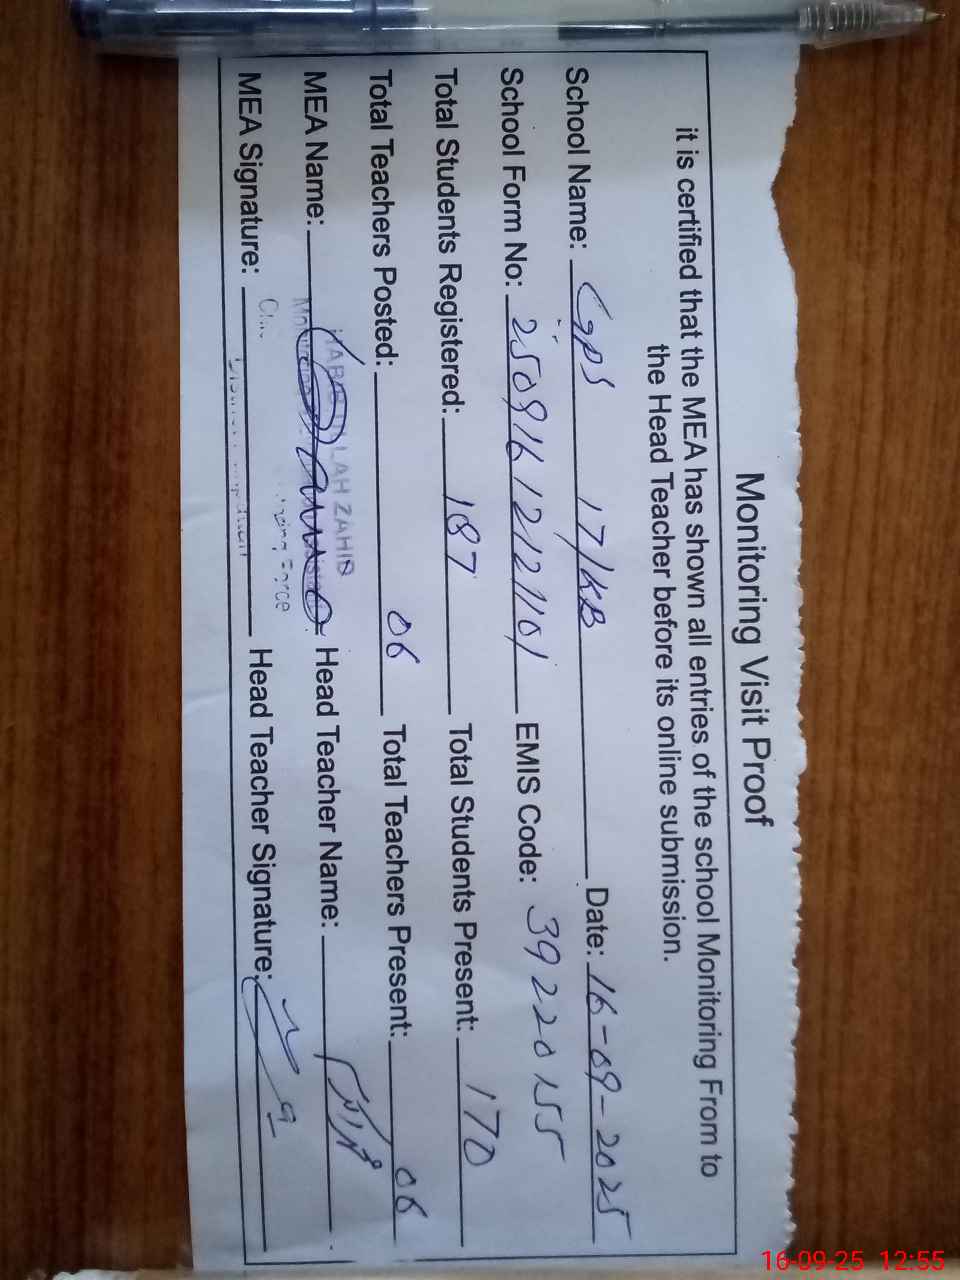 Monitoring Visit Proof
it is certified that the MEA has shown all entries of the school Monitoring From to
the Head Teacher before its online submission.
School Name: GPS 17/KB Date: 16-09-2025
School Form No: 250916121221101 EMIS Code: 39220155
Total Students Registered: 187 Total Students Present: 170
Total Teachers Posted: 06 Total Teachers Present: 06
MEA Name: Head Teacher Name:
LAH ZAHID
MEA Signature: Head Teacher Signature:
Force
16-09-25 12:55